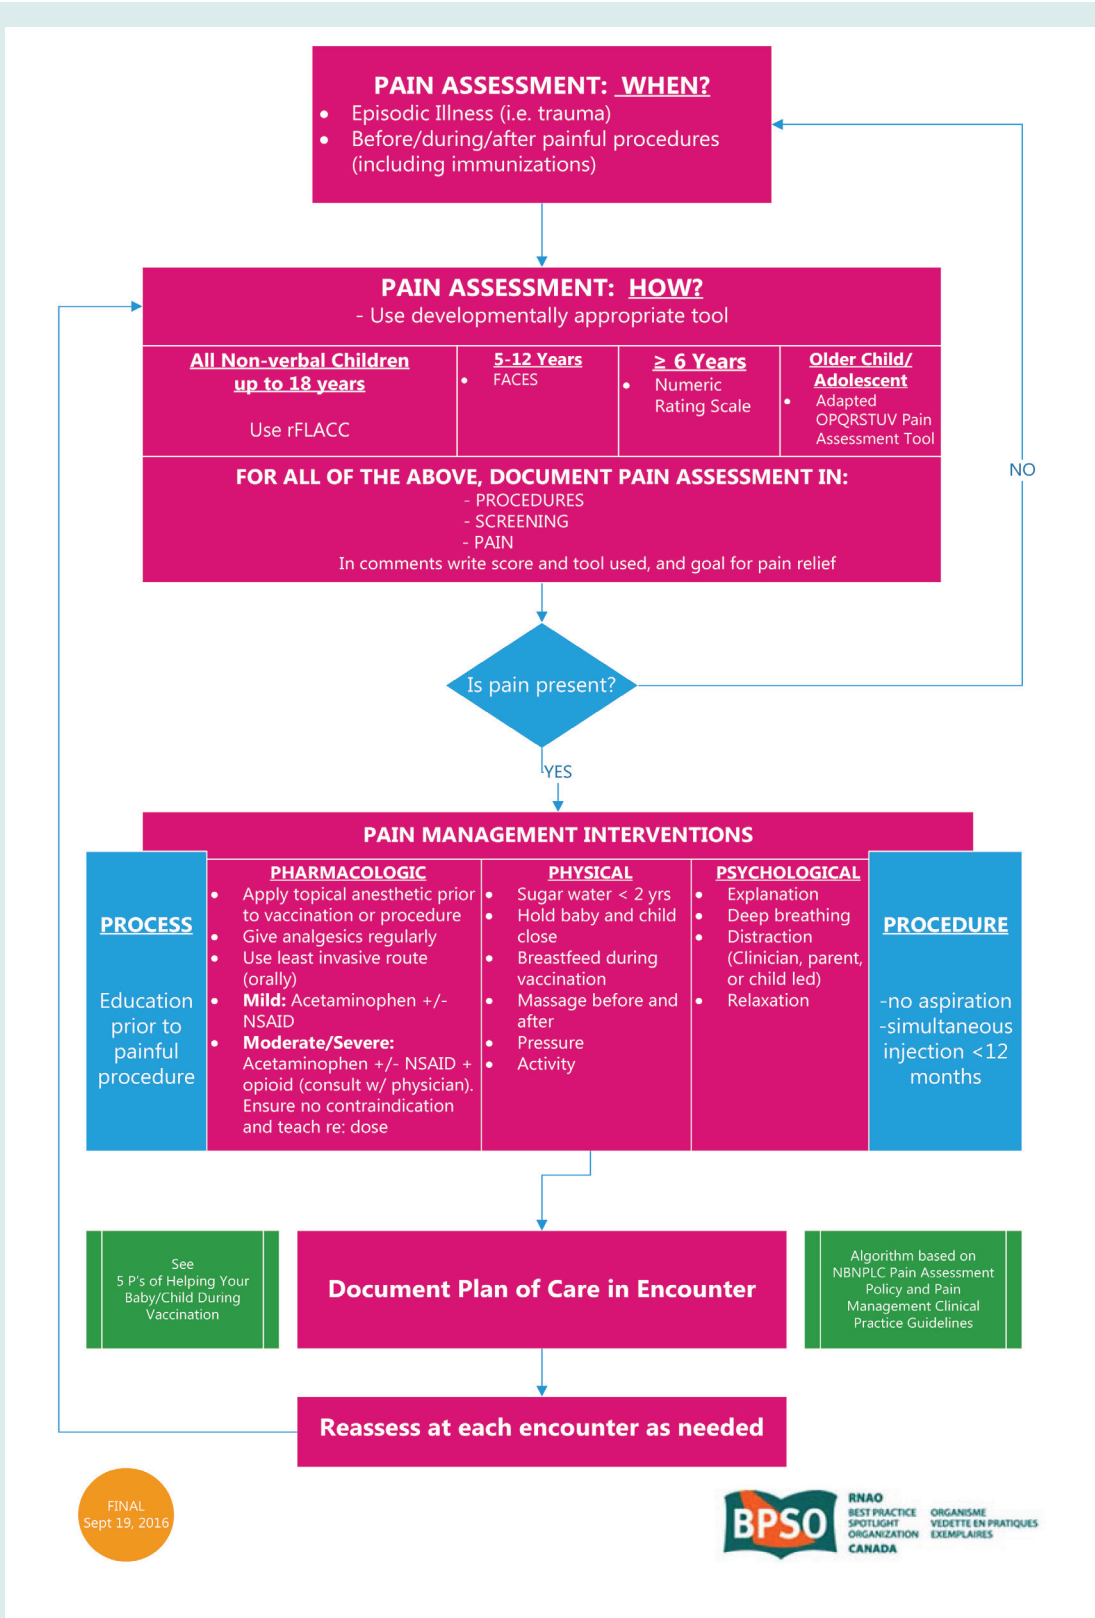 PAIN ASSESSMENT: WHEN?
• Episodic Illness (i.e. trauma)
• Before/during/after painful procedures
(including immunizations)
PAIN ASSESSMENT: HOW?
- Use developmentally appropriate tool
All Non-verbal Children
up to 18 years
Use rFLACC
5-12 Years
• FACES
≥ 6 Years
• Numeric
Rating Scale
Older Child/
Adolescent
• Adapted
OPQRSTUV Pain
Assessment Tool
FOR ALL OF THE ABOVE, DOCUMENT PAIN ASSESSMENT IN:
- PROCEDURES
- SCREENING
- PAIN
In comments write score and tool used, and goal for pain relief
NO
Is pain present?
YES
PAIN MANAGEMENT INTERVENTIONS
PROCESS
Education
prior to
painful
procedure
PHARMACOLOGIC
• Apply topical anesthetic prior
to vaccination or procedure
• Give analgesics regularly
• Use least invasive route
(orally)
• Mild: Acetaminophen +/-
NSAID
• Moderate/Severe:
Acetaminophen +/- NSAID +
opioid (consult w/ physician).
Ensure no contraindication
and teach re: dose
PHYSICAL
• Sugar water < 2 yrs
• Hold baby and child
close
• Breastfeed during
vaccination
• Massage before and
after
• Pressure
• Activity
PSYCHOLOGICAL
• Explanation
• Deep breathing
• Distraction
(Clinician, parent,
or child led)
• Relaxation
PROCEDURE
-no aspiration
-simultaneous
injection <12
months
See
5 P's of Helping Your
Baby/Child During
Vaccination
Document Plan of Care in Encounter
Algorithm based on
NBNPLC Pain Assessment
Policy and Pain
Management Clinical
Practice Guidelines
Reassess at each encounter as needed
FINAL
Sept 19, 2016
BPSO
RNAO
BEST PRACTICE
SPOTLIGHT
ORGANIZATION
CANADA
ORGANISME
VEDETTE EN PRATIQUES
EXEMPLAIRES